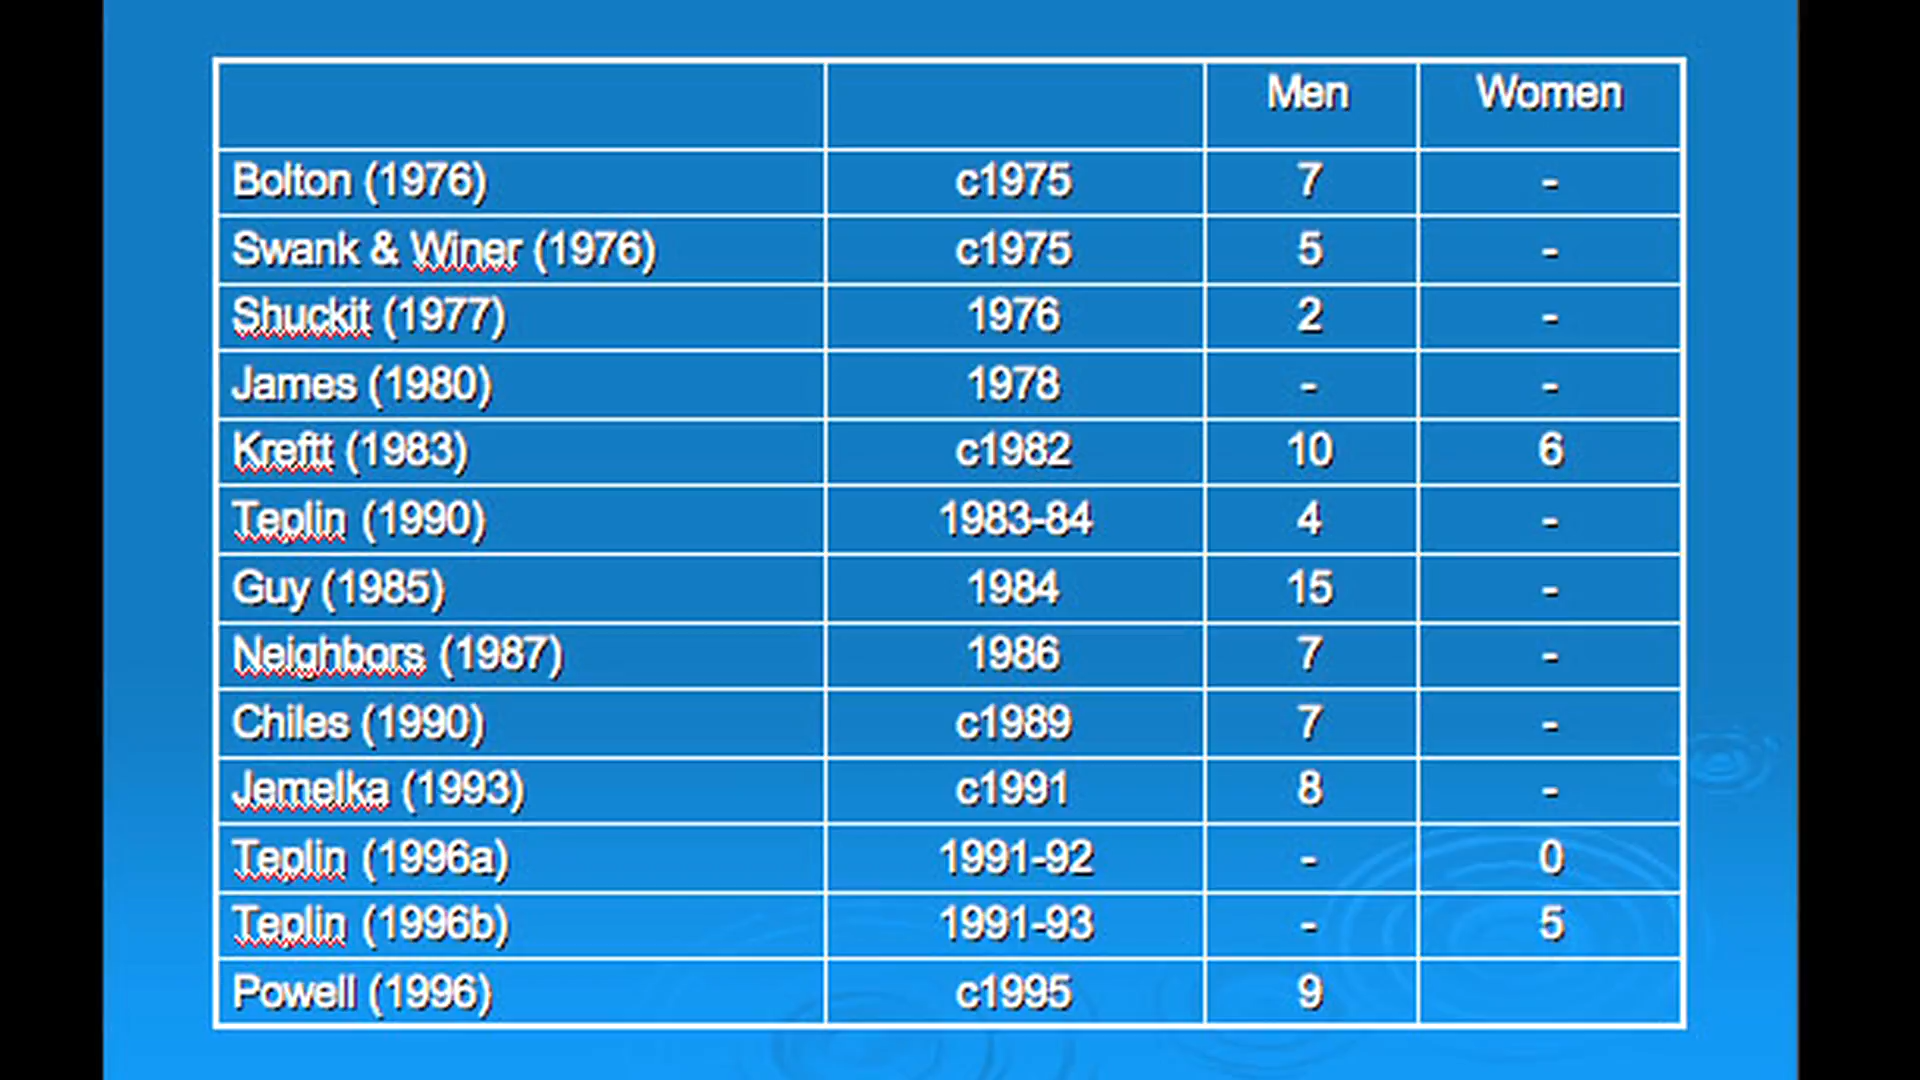 Men Women
Bolton (1976) c1975 7 -
Swank & Winer (1976) c1975 5 -
Shuckit (1977) 1976 2 -
James (1980) 1978 - -
Kreftt (1983) c1982 10 6
Teplin (1990) 1983-84 4 -
Guy (1985) 1984 15 -
Neighbors (1987) 1986 7 -
Chiles (1990) c1989 7 -
Jemelka (1993) c1991 8 -
Teplin (1996a) 1991-92 - 0
Teplin (1996b) 1991-93 - 5
Powell (1996) c1995 9